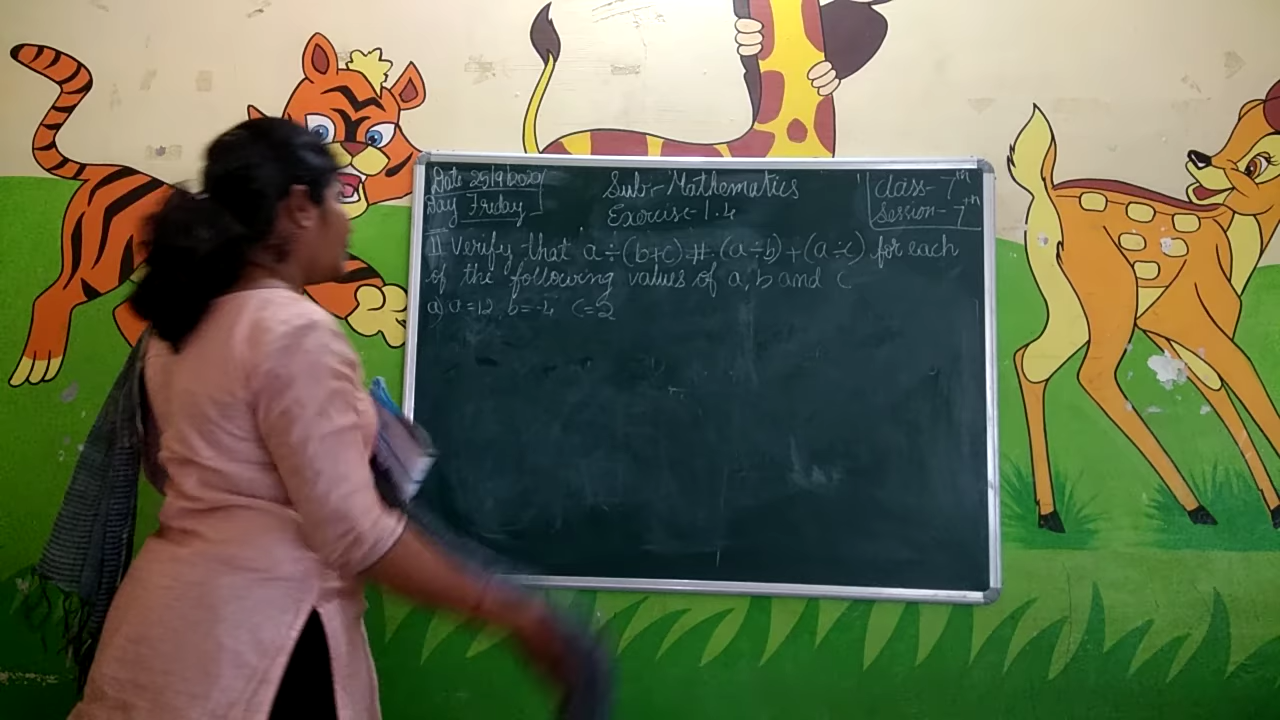 Date 25/9/2020
Day Friday
Sub:- Mathematics
Exercise 1.4
Class- 7th
Session- 7th
II Verify that a÷(b+c) ≠ (a÷b)+(a÷c) for each
of the following values of a, b and c
a) a=12, b=-4 c=2